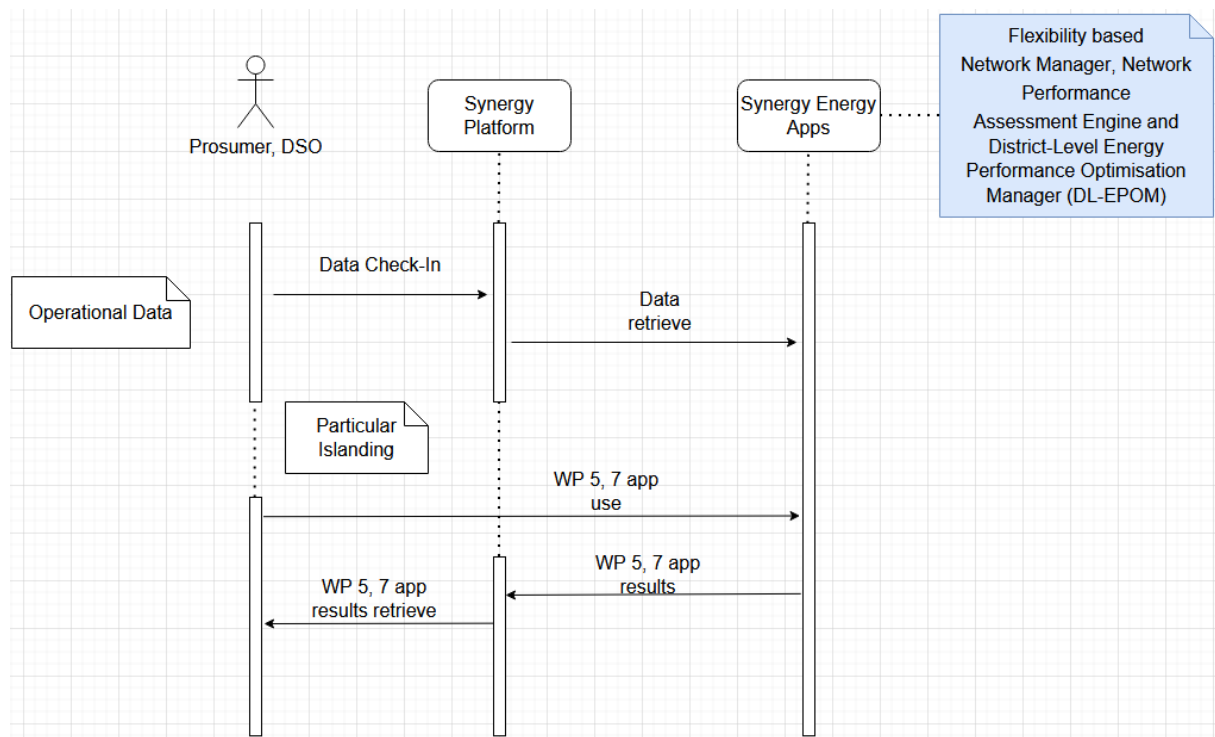 Flexibility based
Network Manager, Network
Performance
Assessment Engine and
District-Level Energy
Performance Optimisation
Manager (DL-EPOM)
Prosumer, DSO
Synergy
Platform
Synergy Energy
Apps
Data Check-In
Operational Data
Data
retrieve
Particular
Islanding
WP 5, 7 app
use
WP 5, 7 app
results
WP 5, 7 app
results retrieve